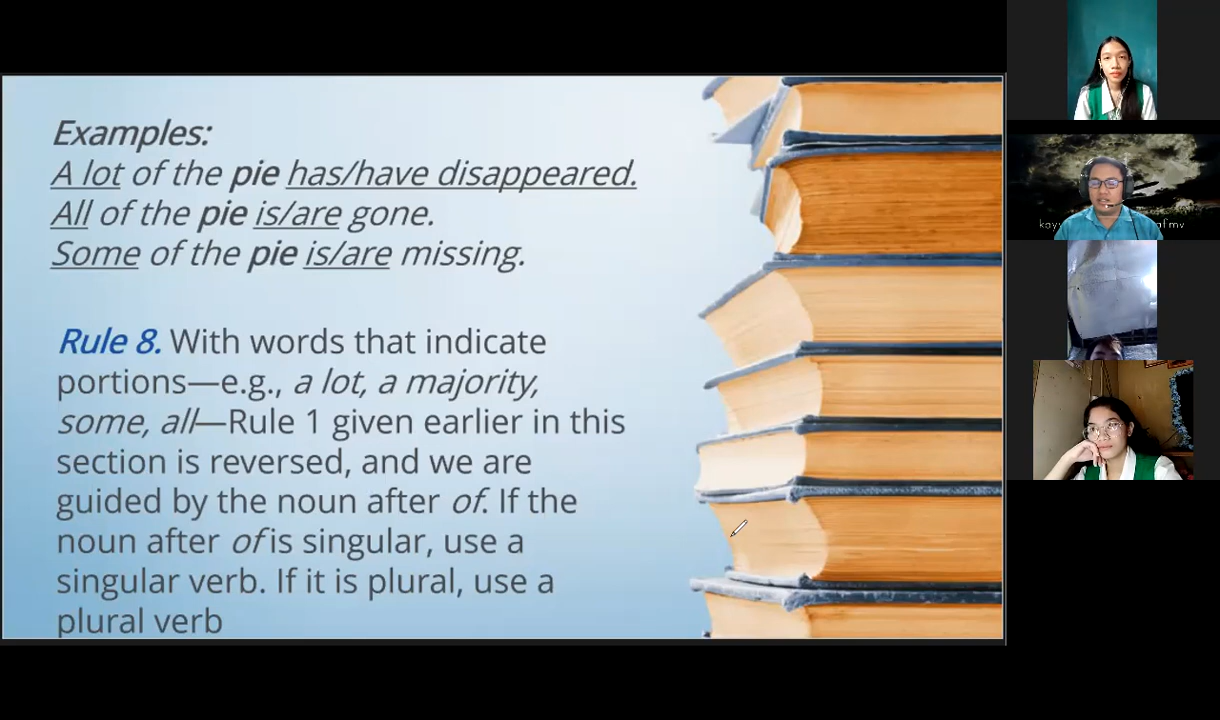 Examples:
A lot of the pie has/have disappeared.
All of the pie is/are gone.
Some of the pie is/are missing.
Rule 8. With words that indicate
portions—e.g., a lot, a majority,
some, all—Rule 1 given earlier in this
section is reversed, and we are
guided by the noun after of. If the
noun after of is singular, use a
singular verb. If it is plural, use a
plural verb